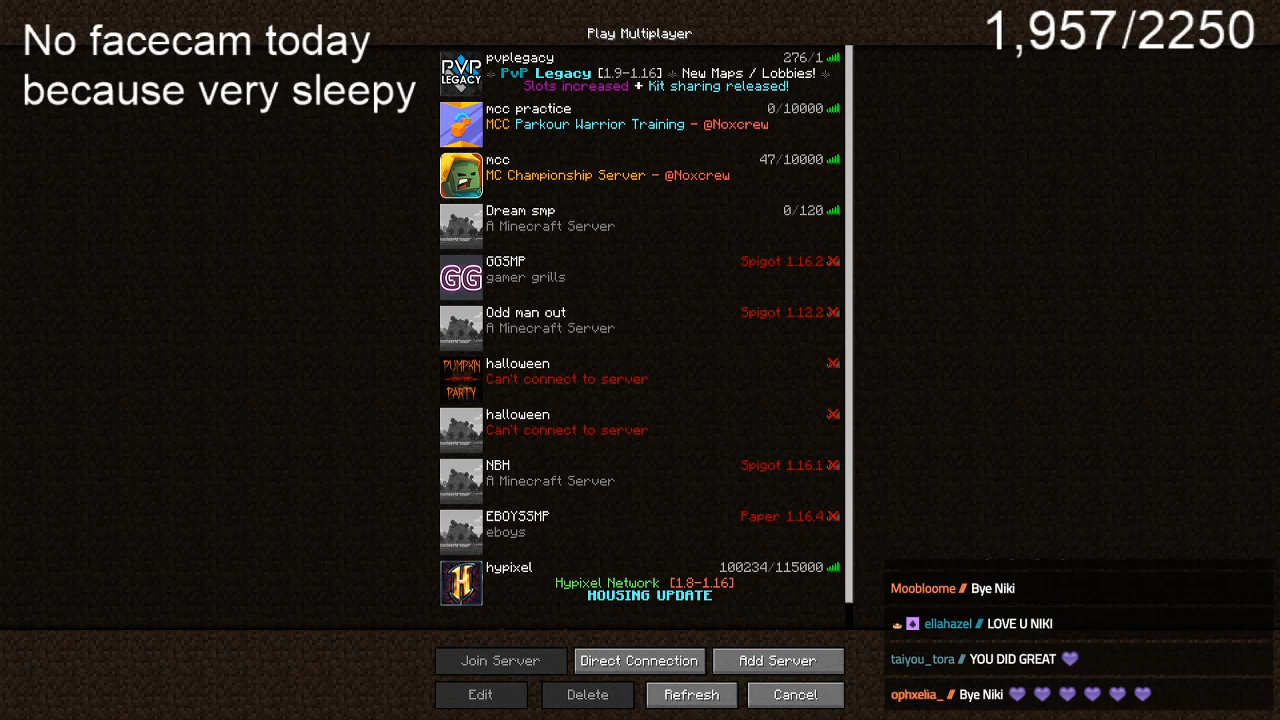 No facecam today
because very sleepy
1,957/2250
Play Multiplayer
PVP LEGACY
pvplegacy 276/1
PvP Legacy [1.9-1.16] New Maps / Lobbies!
Slots increased + Kit sharing released!
mcc practice 0/10000
MCC Parkour Warrior Training - @Noxcrew
mcc 47/10000
MC Championship Server - @Noxcrew
Dream smp 0/120
A Minecraft Server
GG
GGSMP Spigot 1.16.2
gamer grills
Odd man out Spigot 1.12.2
A Minecraft Server
PUMPKIN
PARTY
halloween
Can't connect to server
halloween
Can't connect to server
NBH Spigot 1.16.1
A Minecraft Server
EBOYSSMP Paper 1.16.4
eboys
H
hypixel 100234/115000
Hypixel Network [1.8-1.16]
HOUSING UPDATE
Join Server Direct Connection Add Server
Edit Delete Refresh Cancel
Moobloome // Bye Niki
ellahazel // LOVE U NIKI
taiyou_tora // YOU DID GREAT 💜
ophxelia_ // Bye Niki 💜 💜 💜 💜 💜 💜